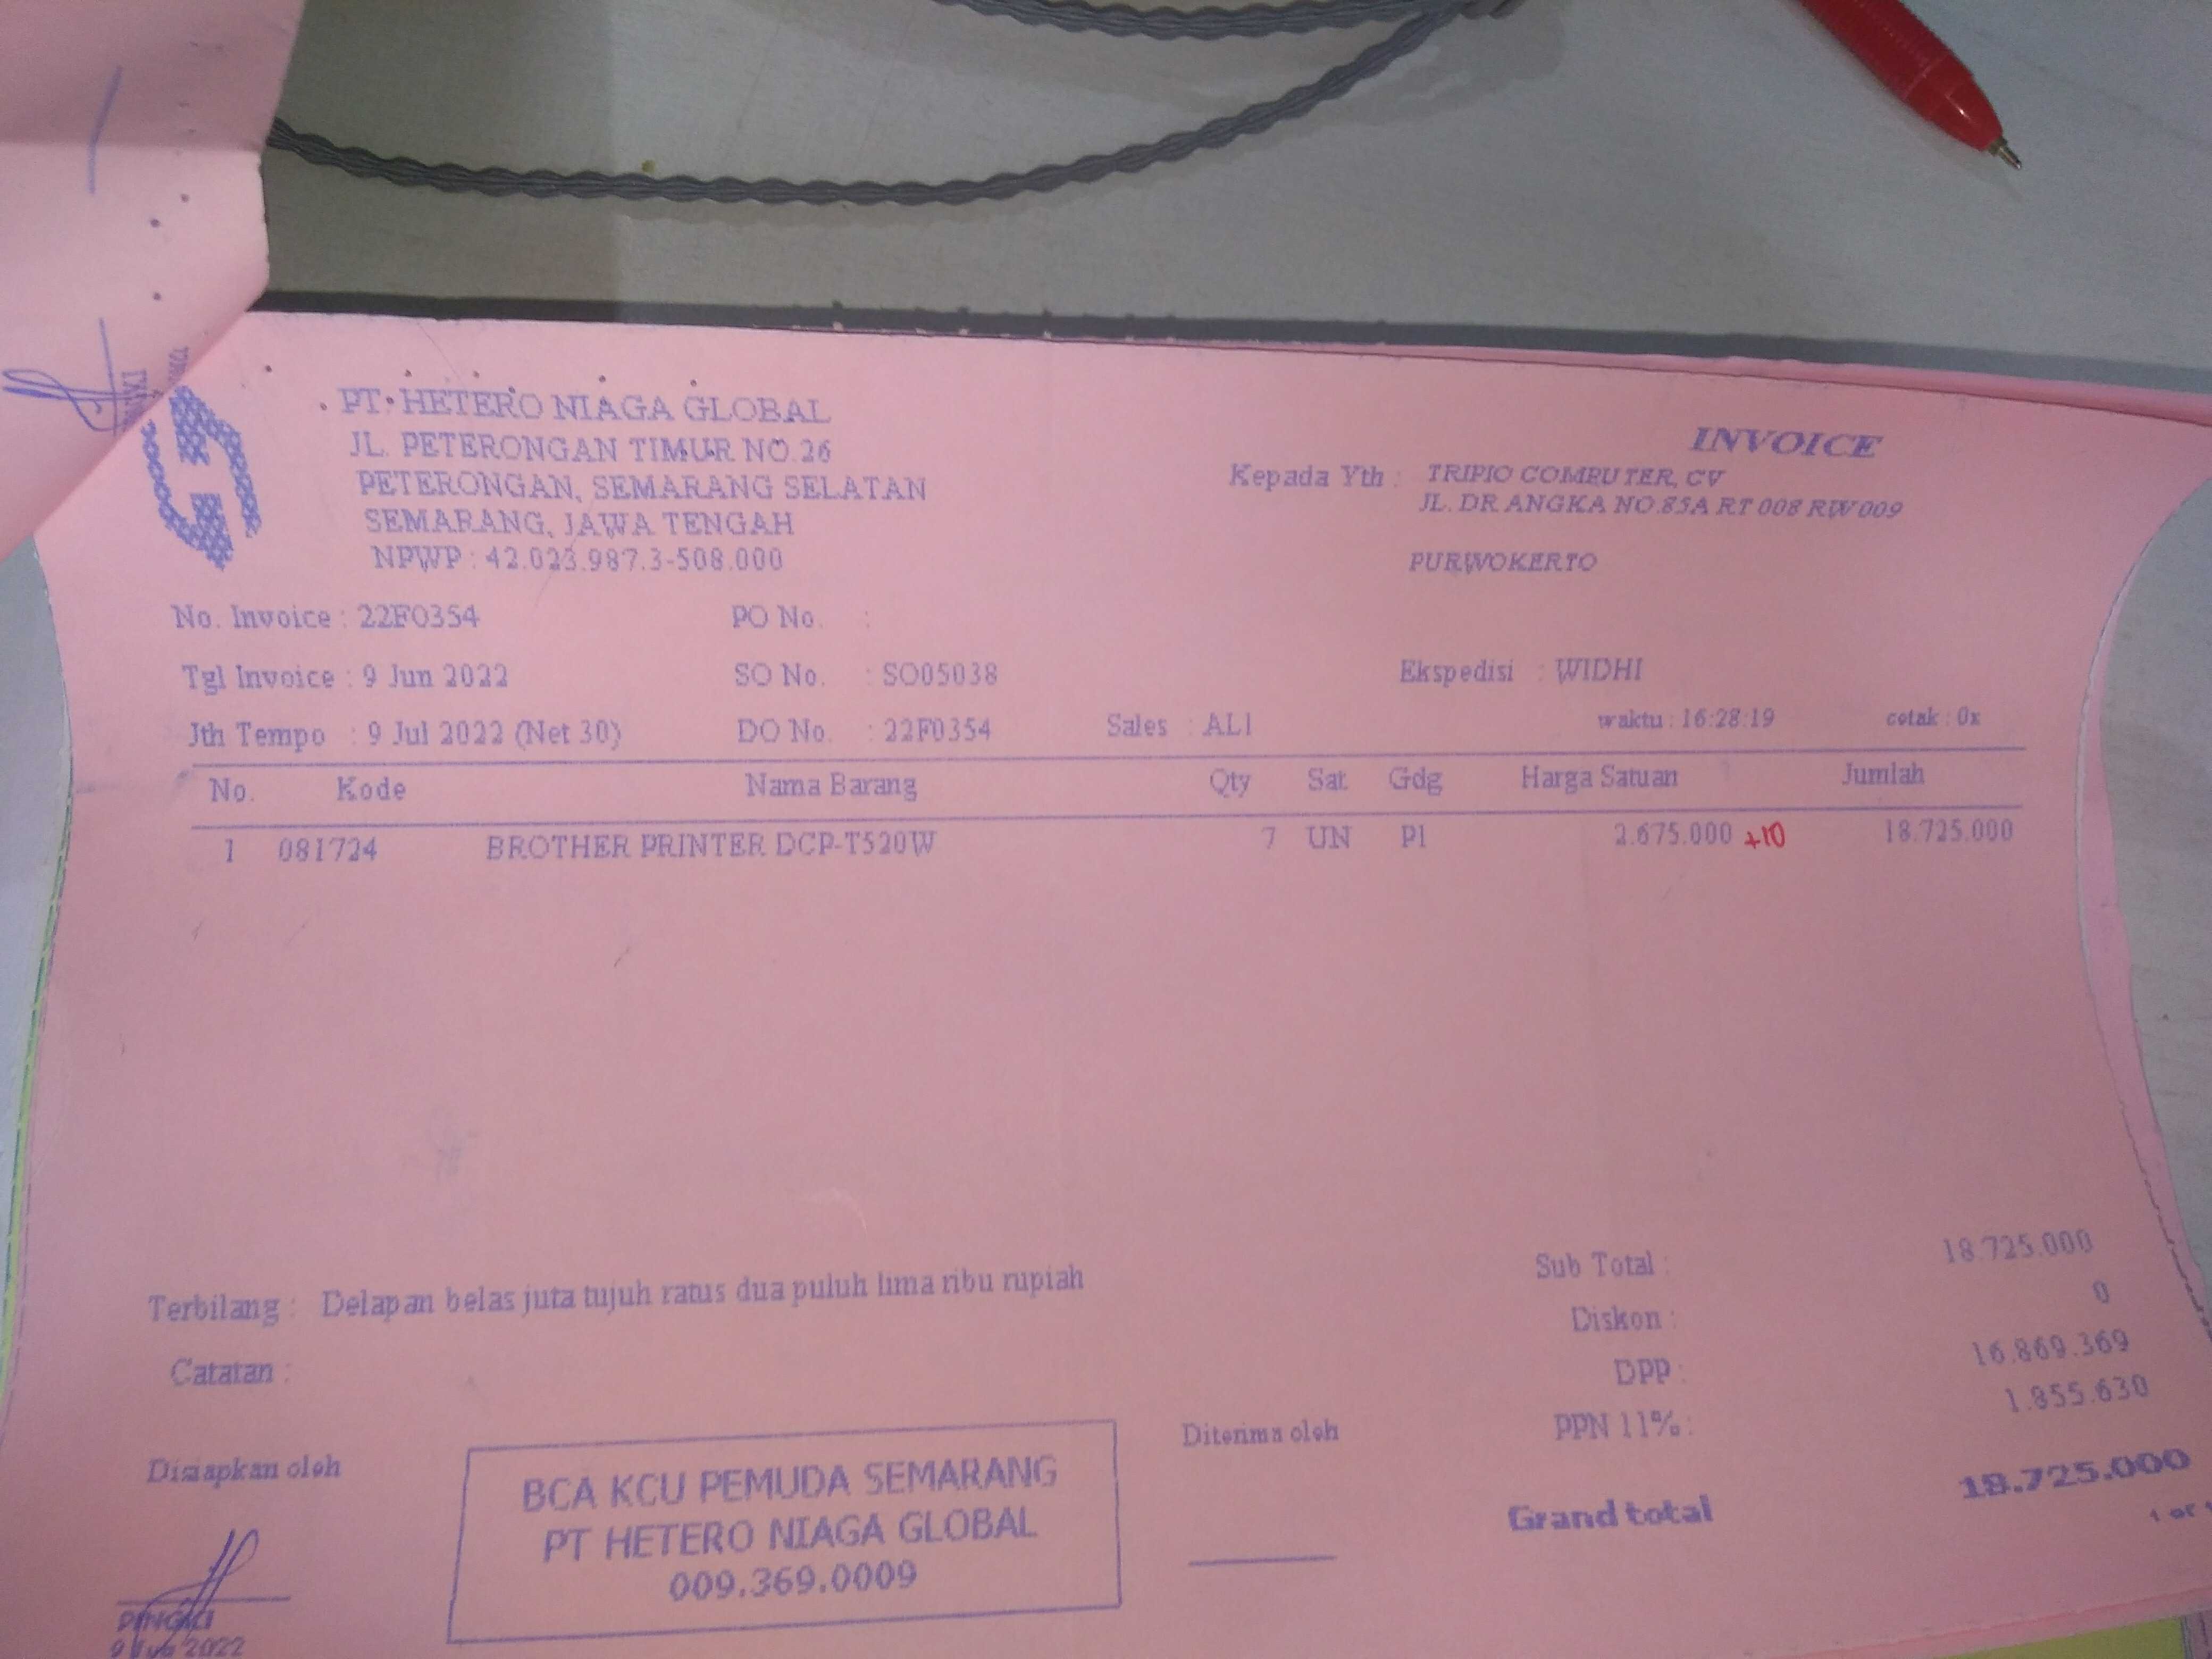 PT. HETERO NIAGA GLOBAL
JL. PETERONGAN TIMUR NO.26
PETERONGAN, SEMARANG SELATAN
SEMARANG, JAWA TENGAH
NPWP : 42.023.987.3-508.000
INVOICE
Kepada Yth : TRIPIO COMPUTER, CV
JL. DR ANGKA NO.85A RT 008 RW 009
PURWOKERTO
No. Invoice : 22F0354 PO No. :
Tgl Invoice : 9 Jun 2022 SO No. : SO05038 Ekspedisi : WIDHI
Jth Tempo : 9 Jul 2022 (Net 30) DO No. : 22F0354 Sales : AL1 waktu : 16:28:19 cetak : 0x
No. Kode Nama Barang Qty Sat. Gdg Harga Satuan Jumlah
1 081724 BROTHER PRINTER DCP-T520W 7 UN P1 2.675.000 +10 18.725.000
Terbilang : Delapan belas juta tujuh ratus dua puluh lima ribu rupiah
Catatan :
Sub Total : 18.725.000
Diskon : 0
DPP : 16.869.369
PPN 11% : 1.855.630
Grand total 18.725.000
Disiapkan oleh
Diterima oleh
BCA KCU PEMUDA SEMARANG
PT HETERO NIAGA GLOBAL
009.369.0009
9 Jun 2022